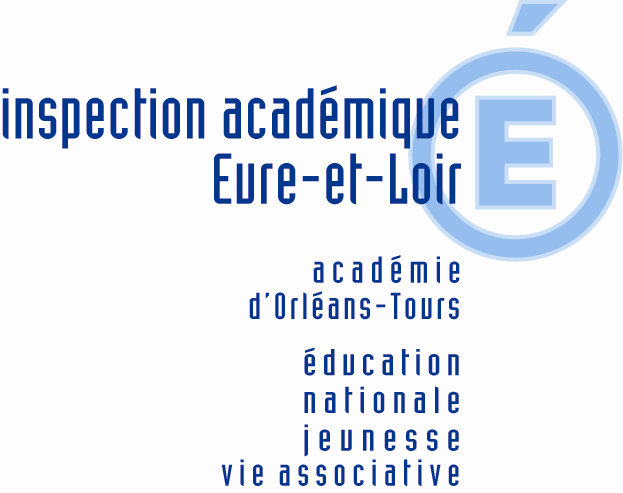 inspection académique
Eure-et-Loir
É
académie
d'Orléans-Tours
éducation
nationale
jeunesse
vie associative